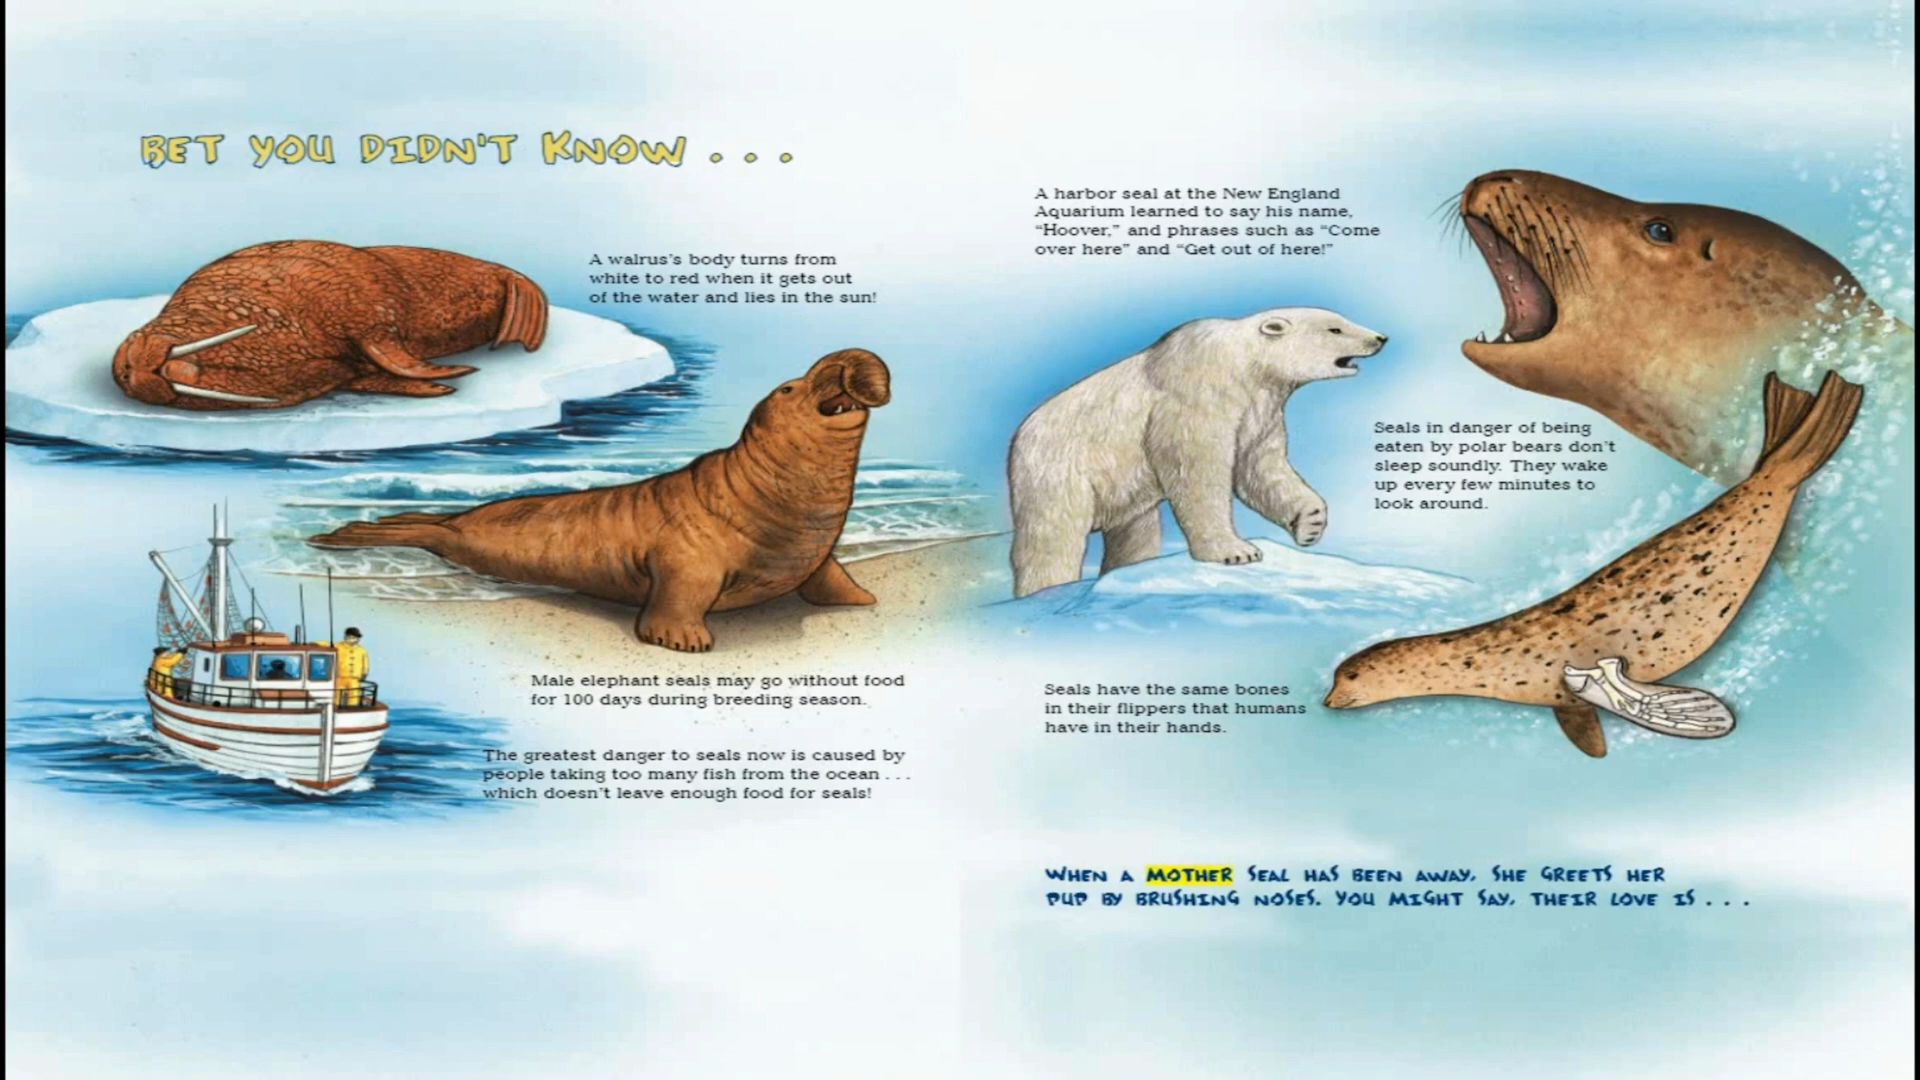 BET YOU DIDN'T KNOW . . .
A walrus's body turns from
white to red when it gets out
of the water and lies in the sun!
Male elephant seals may go without food
for 100 days during breeding season.
The greatest danger to seals now is caused by
people taking too many fish from the ocean . . .
which doesn't leave enough food for seals!
A harbor seal at the New England
Aquarium learned to say his name,
“Hoover,” and phrases such as “Come
over here” and “Get out of here!”
Seals in danger of being
eaten by polar bears don't
sleep soundly. They wake
up every few minutes to
look around.
Seals have the same bones
in their flippers that humans
have in their hands.
WHEN A MOTHER SEAL HAS BEEN AWAY, SHE GREETS HER
PUP BY BRUSHING NOSES. YOU MIGHT SAY, THEIR LOVE IS . . .